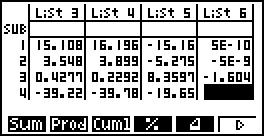 List 3 List 4 List 5 List 6
SUB
1 15.108 16.196 -15.16 5E-10
2 3.548 3.899 -5.275 -5E-9
3 0.4277 0.2292 8.3597 -1.604
4 -39.22 -39.78 -19.65
Sum Prod Cuml % ⊿ ▷